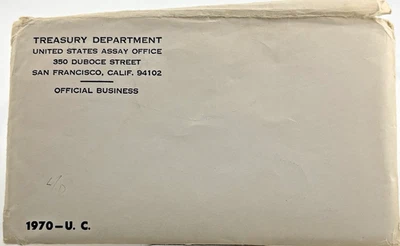 TREASURY DEPARTMENT
UNITED STATES ASSAY OFFICE
350 DUBOCE STREET
SAN FRANCISCO, CALIF. 94102
OFFICIAL BUSINESS
1970-U. C.